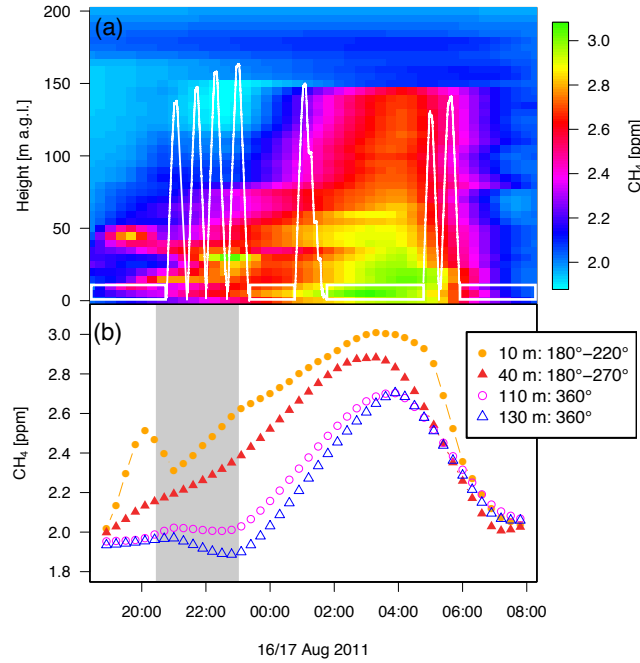 (a)
200
150
100
50
0
Height [m a.g.l.]
3.0
2.8
2.6
2.4
2.2
2.0
CH₄ [ppm]
(b)
3.0
2.8
2.6
2.4
2.2
2.0
1.8
CH₄ [ppm]
10 m: 180°−220°
40 m: 180°−270°
110 m: 360°
130 m: 360°
20:00 22:00 00:00 02:00 04:00 06:00 08:00
16/17 Aug 2011